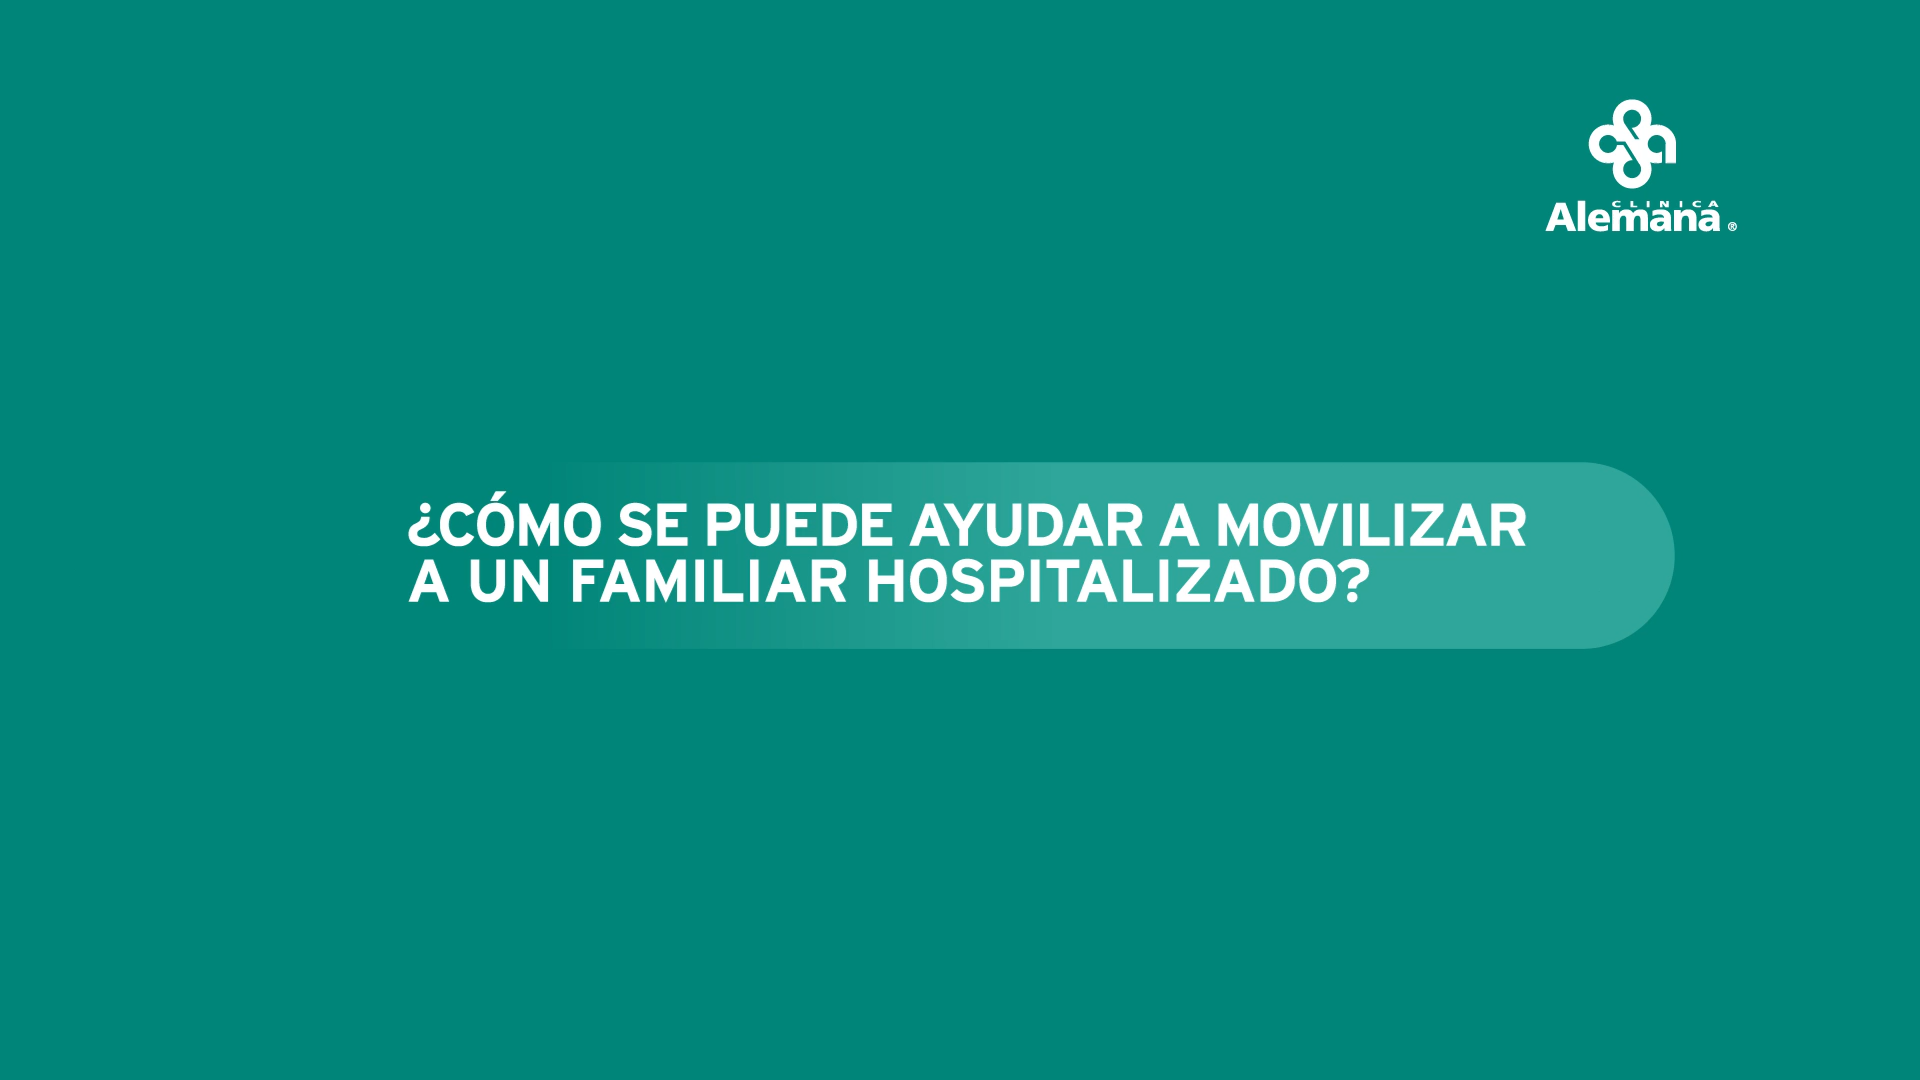 CLINICA
Alemana ®
¿CÓMO SE PUEDE AYUDAR A MOVILIZAR
A UN FAMILIAR HOSPITALIZADO?